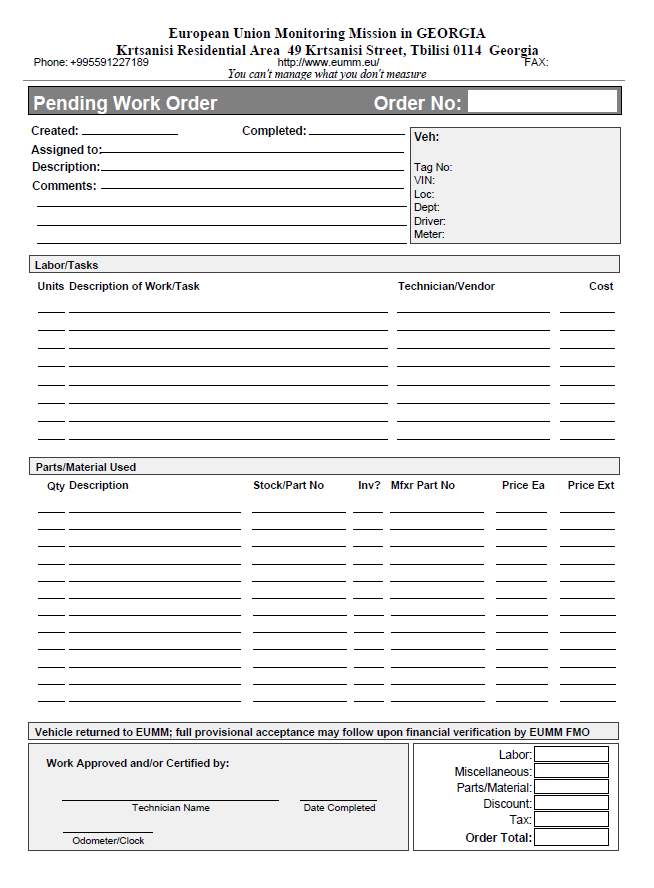 European Union Monitoring Mission in GEORGIA
Krtsanisi Residential Area 49 Krtsanisi Street, Tbilisi 0114 Georgia
Phone: +995591227189 http://www.eumm.eu/ FAX:
You can't manage what you don't measure
Pending Work Order Order No:
Created: Completed:
Assigned to:
Description:
Comments:
Veh:
Tag No:
VIN:
Loc:
Dept:
Driver:
Meter:
Labor/Tasks
Units Description of Work/Task Technician/Vendor Cost
Parts/Material Used
Qty Description Stock/Part No Inv? Mfxr Part No Price Ea Price Ext
Vehicle returned to EUMM; full provisional acceptance may follow upon financial verification by EUMM FMO
Work Approved and/or Certified by:
Technician Name Date Completed
Odometer/Clock
Labor:
Miscellaneous:
Parts/Material:
Discount:
Tax:
Order Total: